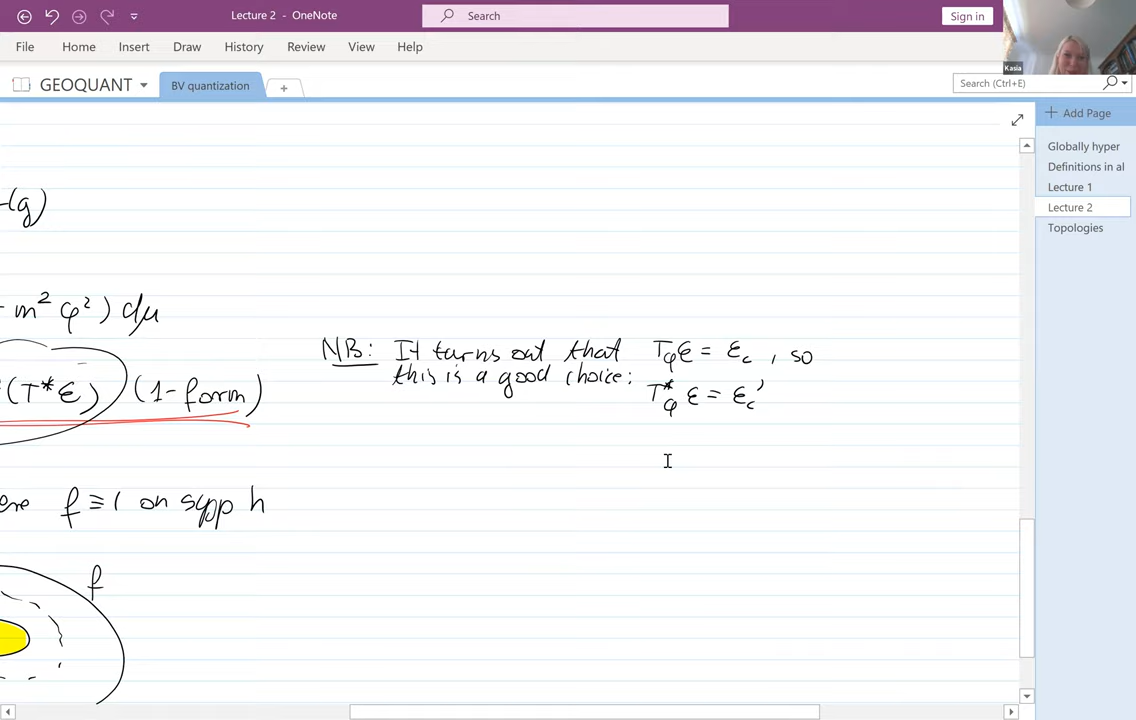 Lecture 2 - OneNote
Search
Sign in
File Home Insert Draw History Review View Help
Kasia
GEOQUANT
BV quantization
+
Search (Ctrl+E)
+ Add Page
Globally hyper
Definitions in al
Lecture 1
Lecture 2
Topologies
(g)
m² φ²) dμ
NB: It turns out that T_φ ℰ = ℰ_c , so
this is a good choice: T*_φ ℰ = ℰ_c'
(T*ℰ) (1-form)
f ≡ 1 on supp h
f